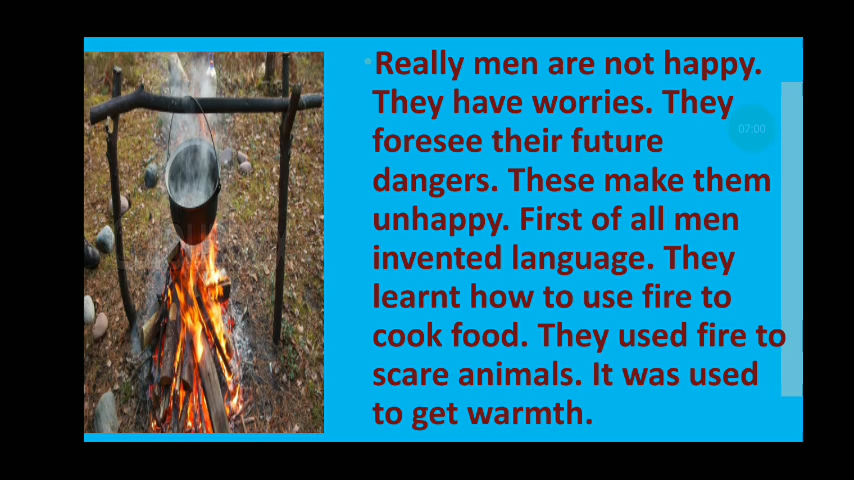 Really men are not happy.
They have worries. They
foresee their future
07:00
dangers. These make them
unhappy. First of all men
invented language. They
learnt how to use fire to
cook food. They used fire to
scare animals. It was used
to get warmth.